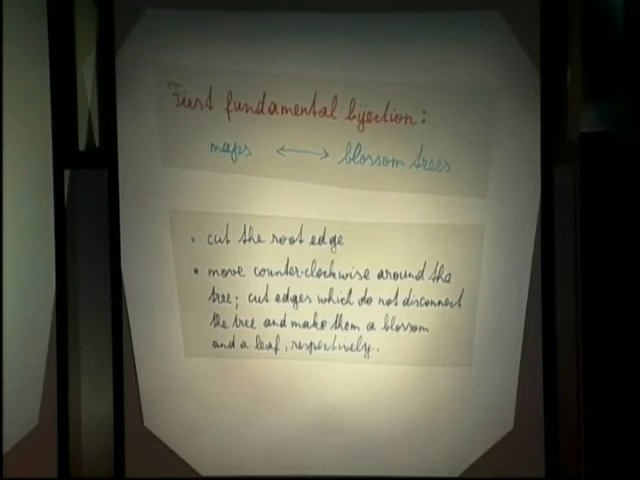 First fundamental bijection:
maps ⟷ blossom trees
• cut the root edge
• move counter-clockwise around the
tree; cut edges which do not disconnect
the tree and make them a blossom
and a leaf, respectively.